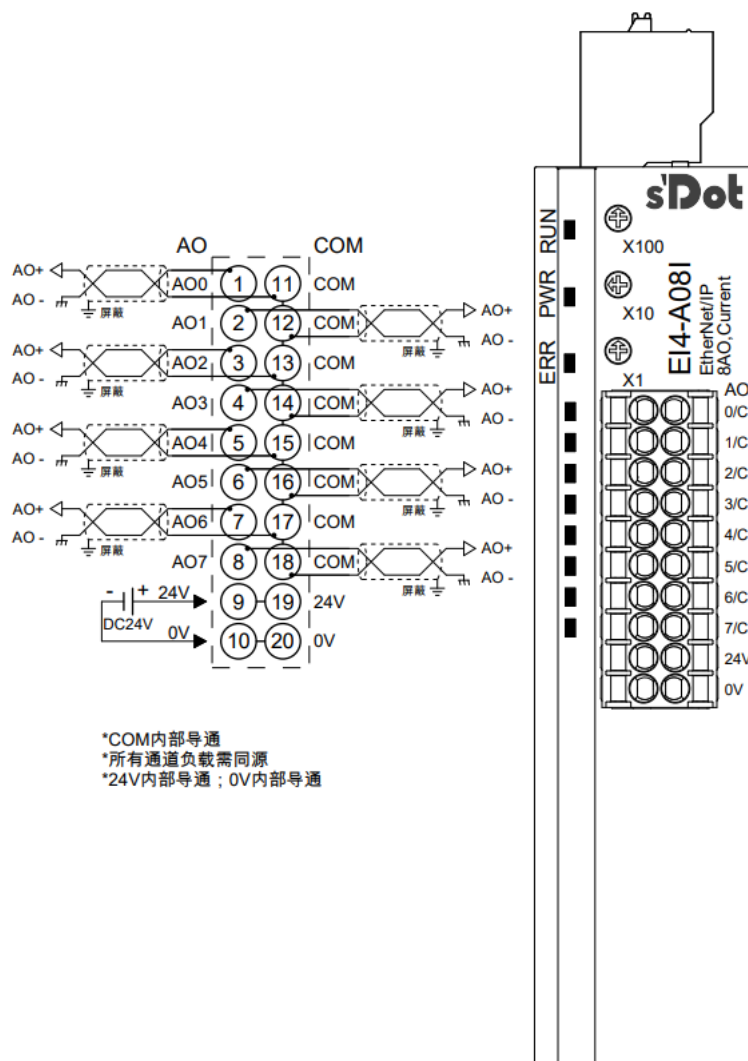 s'Dot
RUN
PWR
ERR
X100
X10
X1
EI4-A08I
EtherNet/IP
8AO,Current
AO
0/C
1/C
2/C
3/C
4/C
5/C
6/C
7/C
24V
0V
AO COM
AO+ AO0 1 11 COM
AO - 屏蔽
AO1 2 12 COM AO+
屏蔽 AO -
AO+ AO2 3 13 COM
AO - 屏蔽
AO3 4 14 COM AO+
屏蔽 AO -
AO+ AO4 5 15 COM
AO - 屏蔽
AO5 6 16 COM AO+
屏蔽 AO -
AO+ AO6 7 17 COM
AO - 屏蔽
AO7 8 18 COM AO+
屏蔽 AO -
- + 24V 9 19 24V
DC24V
0V 10 20 0V
*COM内部导通
*所有通道负载需同源
*24V内部导通；0V内部导通